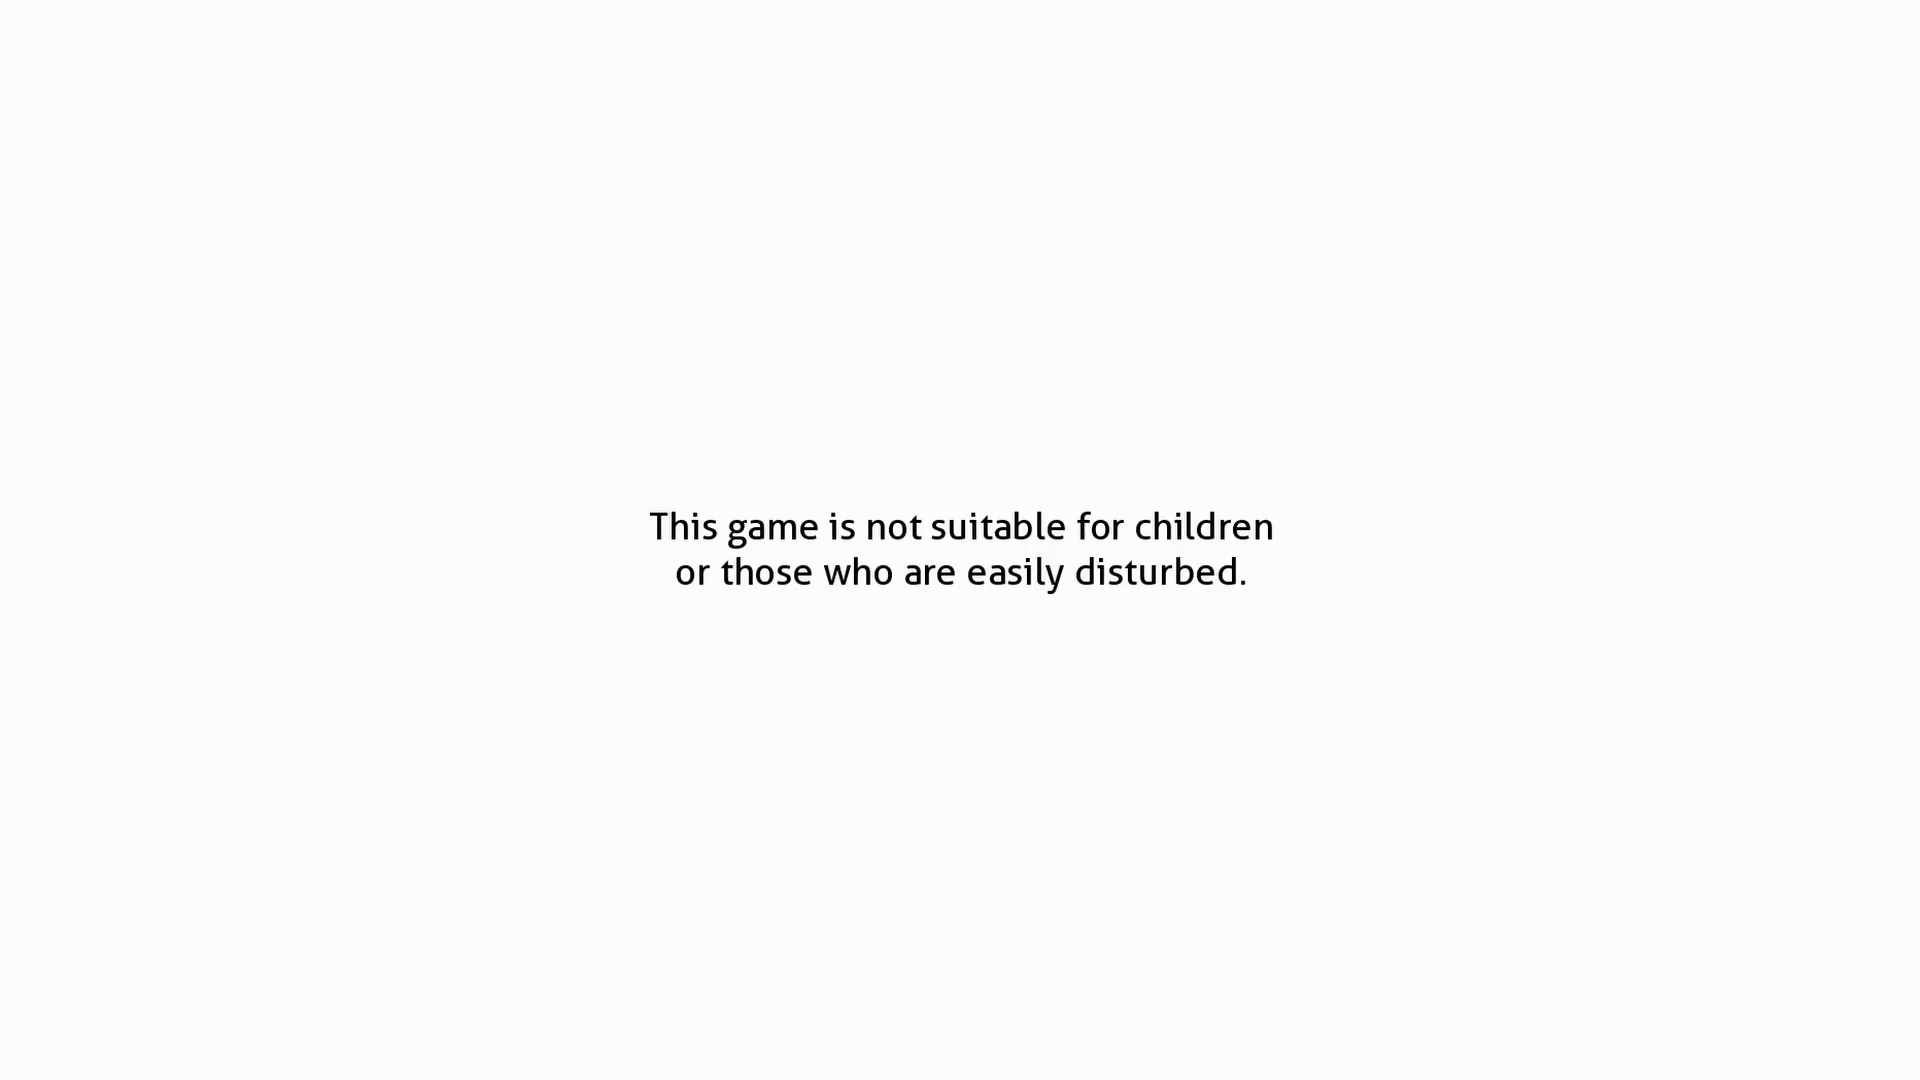 This game is not suitable for children
or those who are easily disturbed.